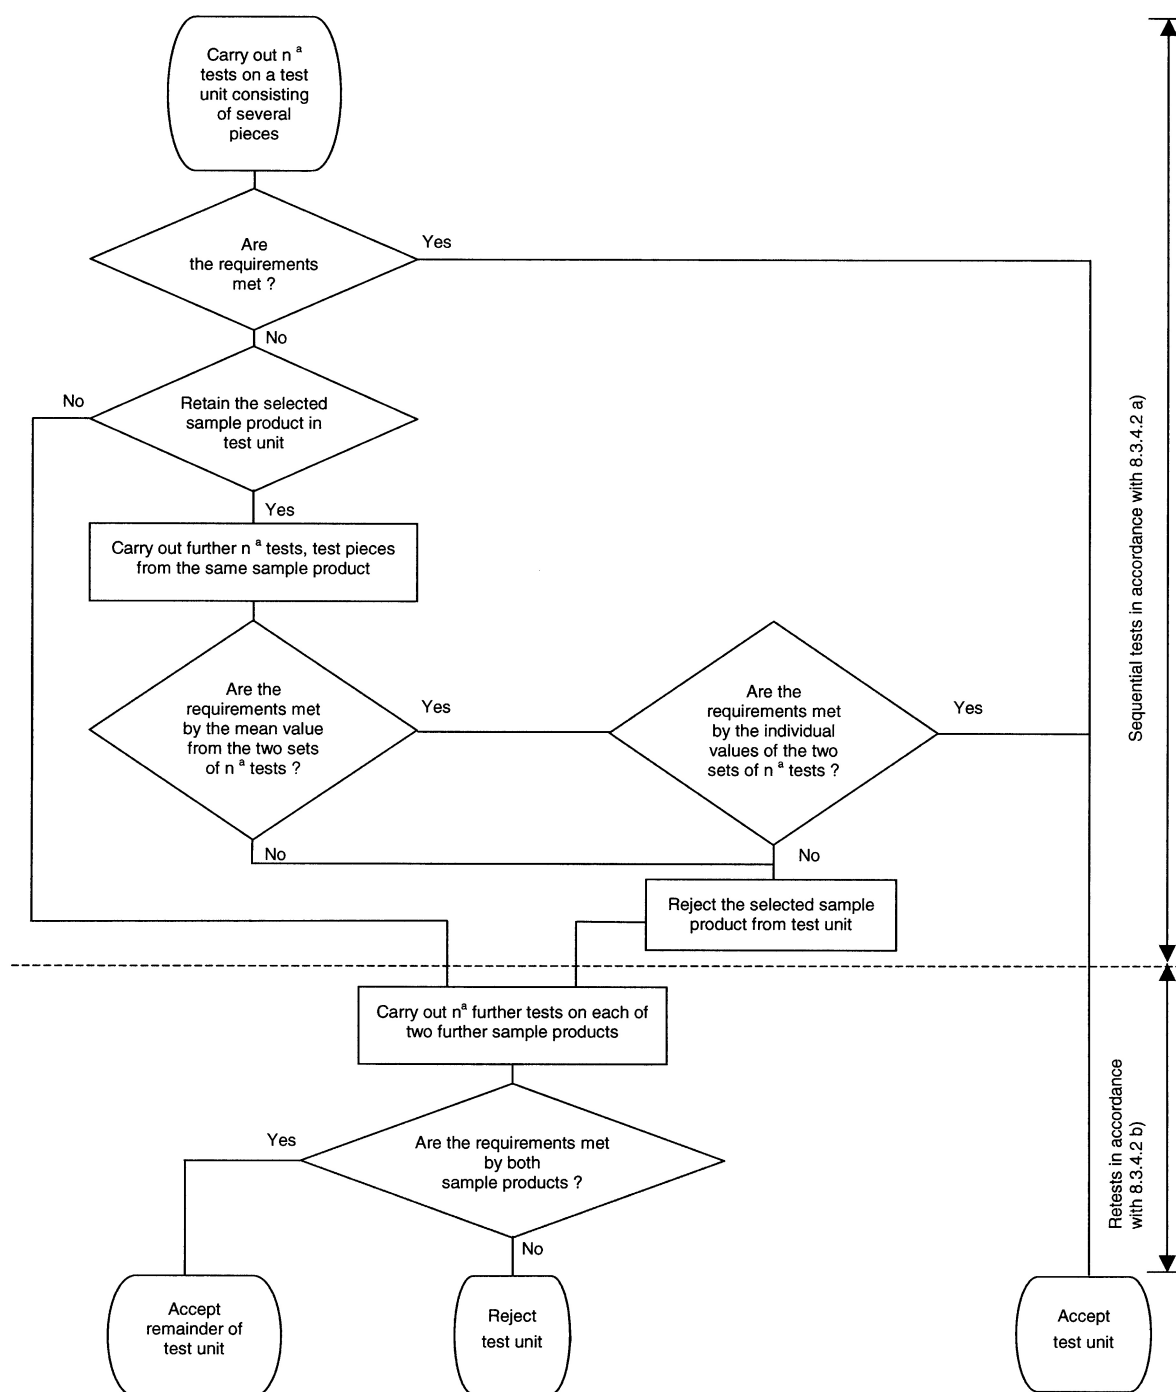 Carry out n a
tests on a test
unit consisting
of several
pieces
Are
the requirements
met ?
Yes
No
No
Retain the selected
sample product in
test unit
Yes
Carry out further n a tests, test pieces
from the same sample product
Are the
requirements met
by the mean value
from the two sets
of n a tests ?
Yes
Are the
requirements met
by the individual
values of the two
sets of n a tests ?
Yes
No
No
Reject the selected sample
product from test unit
Sequential tests in accordance with 8.3.4.2 a)
Carry out na further tests on each of
two further sample products
Yes
Are the requirements met
by both
sample products ?
No
Retests in accordance
with 8.3.4.2 b)
Accept
remainder of
test unit
Reject
test unit
Accept
test unit